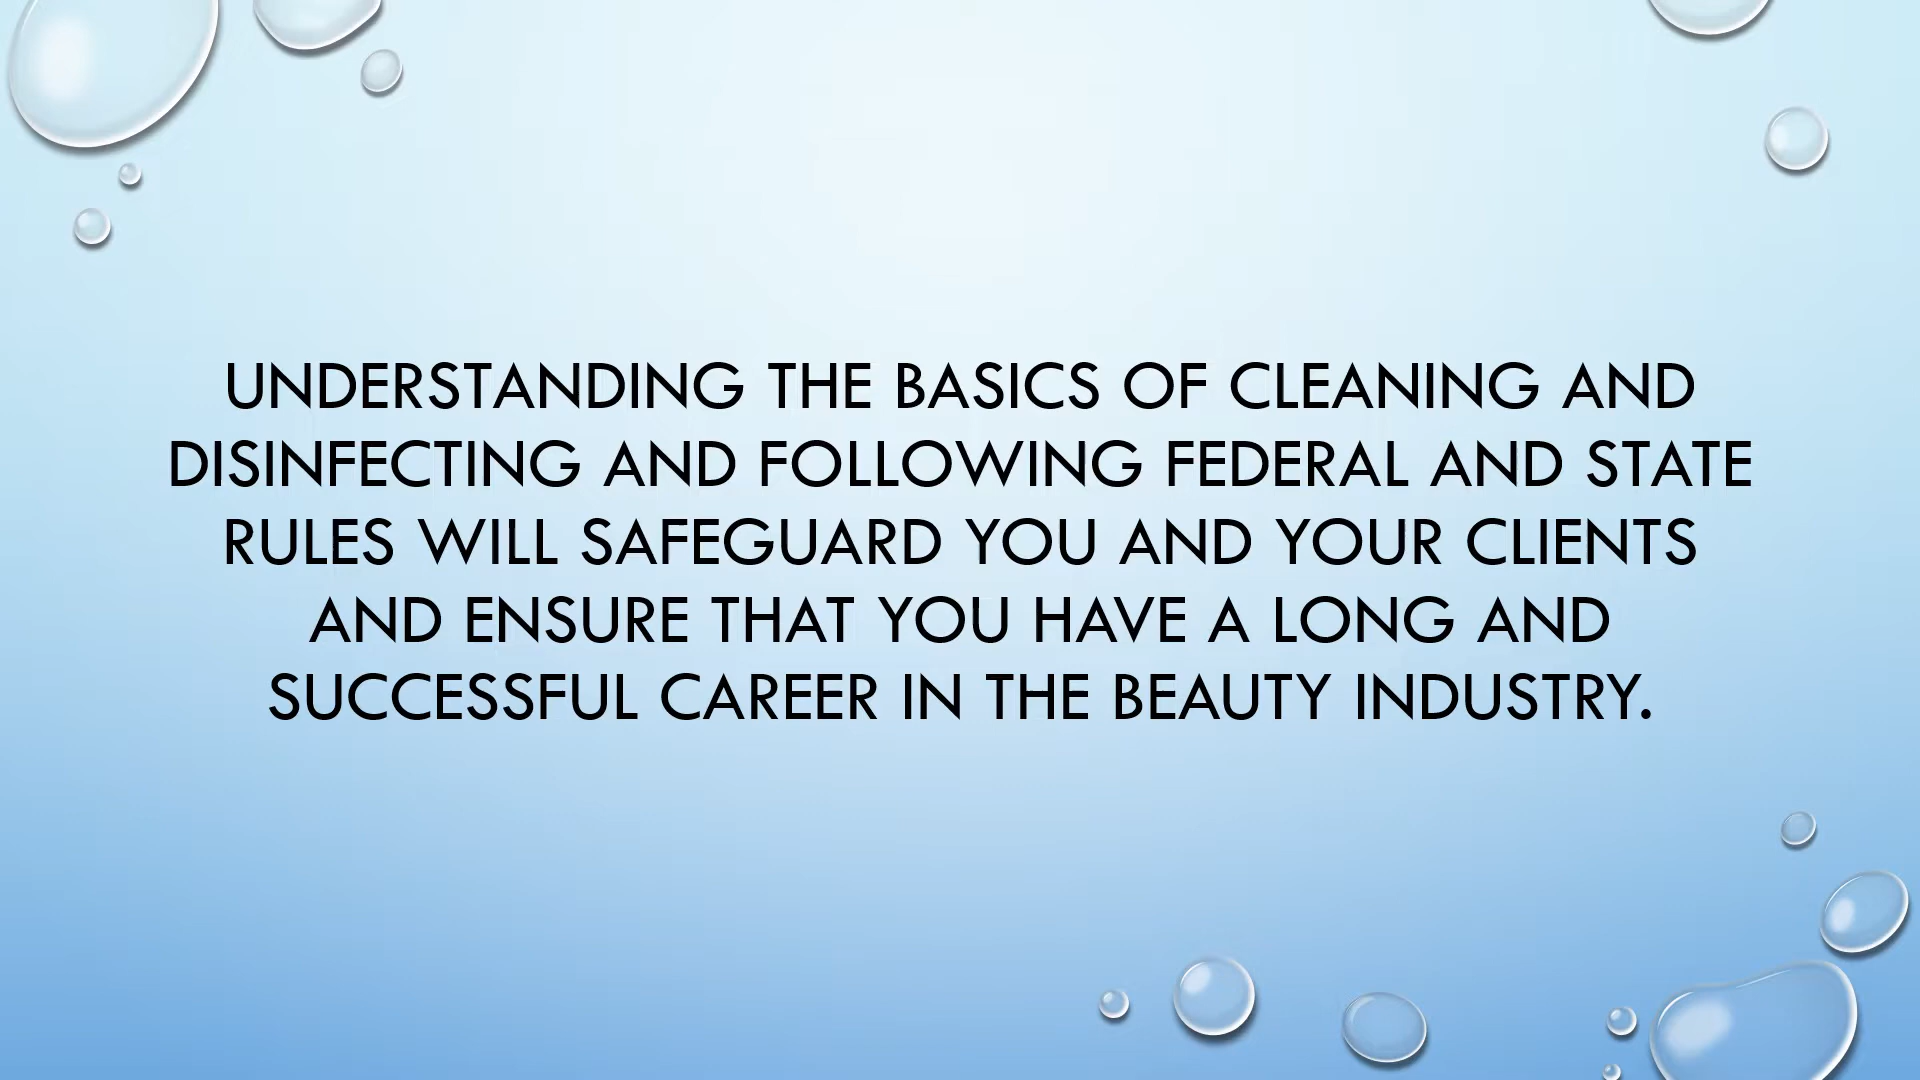 UNDERSTANDING THE BASICS OF CLEANING AND
DISINFECTING AND FOLLOWING FEDERAL AND STATE
RULES WILL SAFEGUARD YOU AND YOUR CLIENTS
AND ENSURE THAT YOU HAVE A LONG AND
SUCCESSFUL CAREER IN THE BEAUTY INDUSTRY.